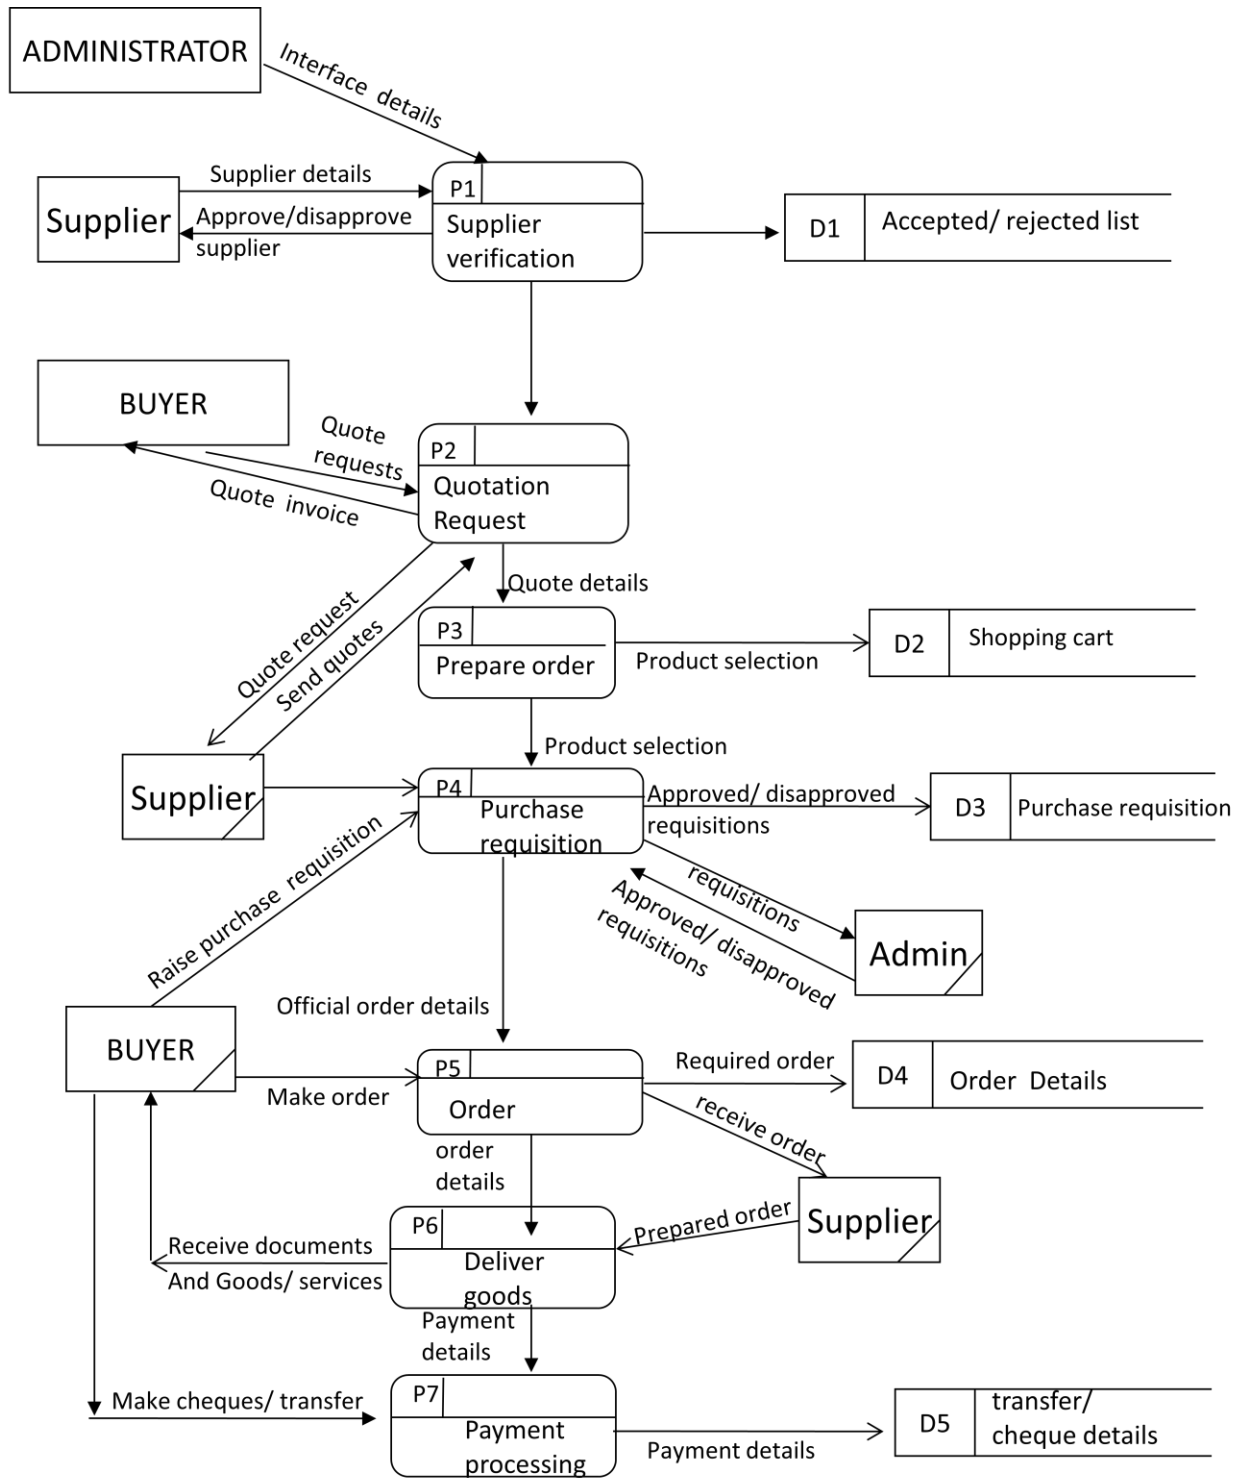 ADMINISTRATOR
Interface details
Supplier
Supplier details
Approve/disapprove
supplier
P1
Supplier
verification
D1
Accepted/ rejected list
BUYER
Quote
requests
Quote invoice
P2
Quotation
Request
Quote details
Quote request
Send quotes
P3
Prepare order
Product selection
D2
Shopping cart
Product selection
Supplier
P4
Purchase
requisition
Approved/ disapproved
requisitions
D3
Purchase requisition
requisitions
Approved/ disapproved
requisitions
Admin
Raise purchase requisition
Official order details
BUYER
Make order
P5
Order
Required order
D4
Order Details
receive order
order
details
Supplier
Prepared order
P6
Deliver
goods
Receive documents
And Goods/ services
Payment
details
Make cheques/ transfer
P7
Payment
processing
Payment details
D5
transfer/
cheque details